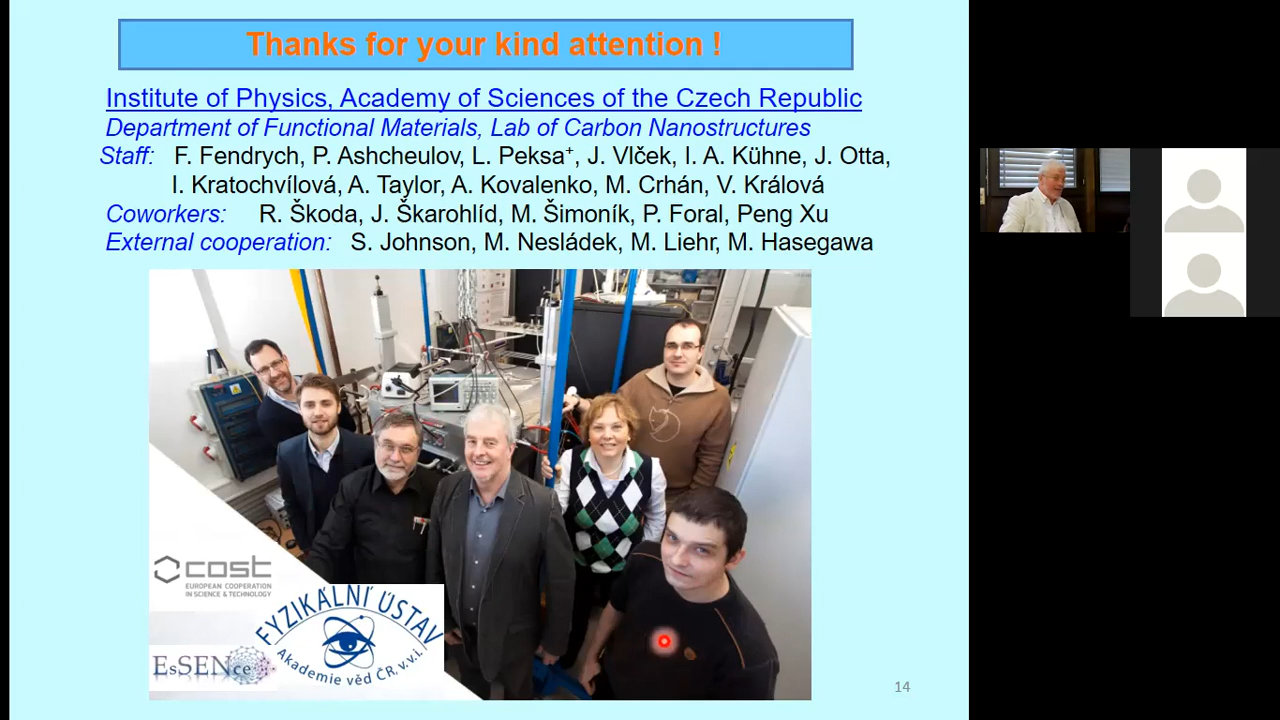 Thanks for your kind attention !
Institute of Physics, Academy of Sciences of the Czech Republic
Department of Functional Materials, Lab of Carbon Nanostructures
Staff: F. Fendrych, P. Ashcheulov, L. Peksa⁺, J. Vlček, I. A. Kühne, J. Otta,
I. Kratochvílová, A. Taylor, A. Kovalenko, M. Crhán, V. Králová
Coworkers: R. Škoda, J. Škarohlíd, M. Šimoník, P. Foral, Peng Xu
External cooperation: S. Johnson, M. Nesládek, M. Liehr, M. Hasegawa
cost
EUROPEAN COOPERATION
IN SCIENCE & TECHNOLOGY
FYZIKÁLNÍ ÚSTAV
Akademie věd ČR, v.v.i.
EsSENce
14